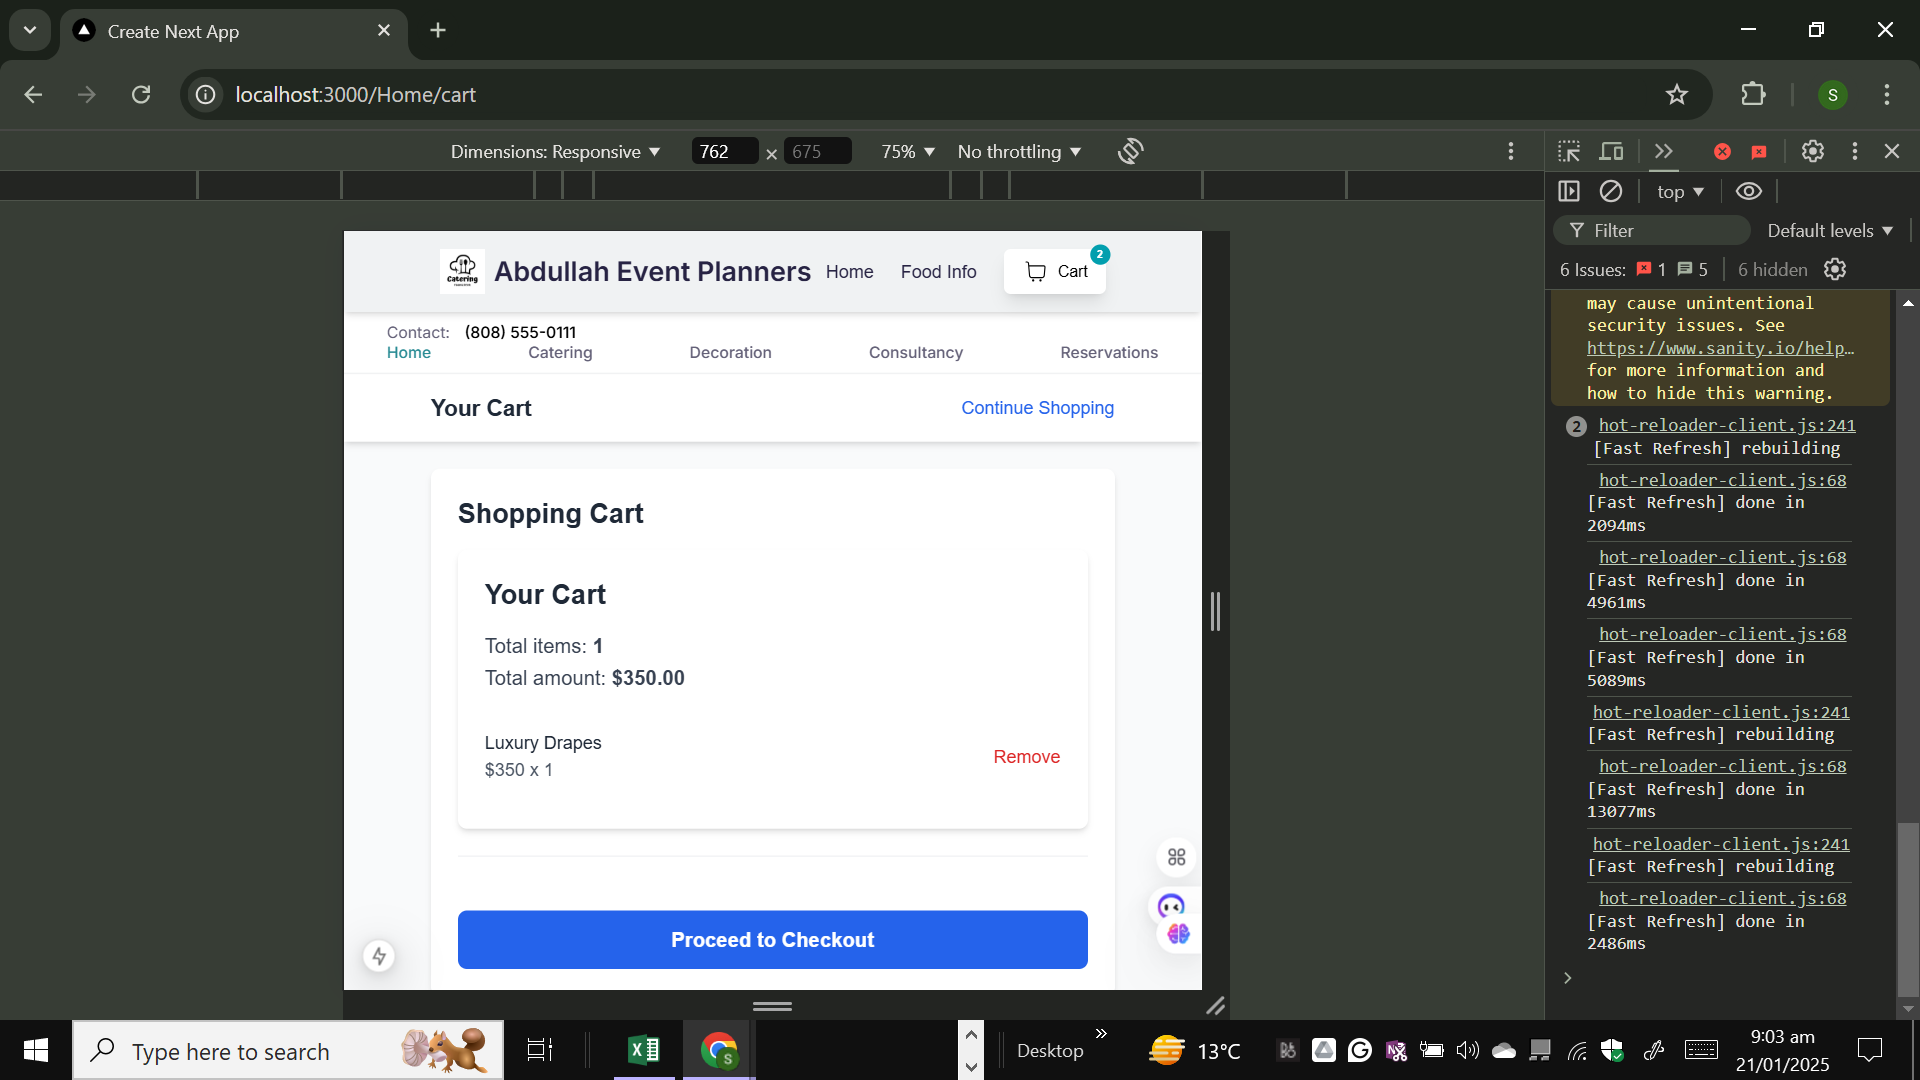 Create Next App
localhost:3000/Home/cart
S
Dimensions: Responsive 762 × 675 75% No throttling
top
Filter Default levels
6 Issues: 1 5 6 hidden
Catering
Abdullah Event Planners Home Food Info Cart 2
Contact: (808) 555-0111
Home Catering Decoration Consultancy Reservations
Your Cart Continue Shopping
Shopping Cart
Your Cart
Total items: 1
Total amount: $350.00
Luxury Drapes
$350 x 1
Remove
Proceed to Checkout
may cause unintentional
security issues. See
https://www.sanity.io/help…
for more information and
how to hide this warning.
2 hot-reloader-client.js:241
[Fast Refresh] rebuilding
hot-reloader-client.js:68
[Fast Refresh] done in
2094ms
hot-reloader-client.js:68
[Fast Refresh] done in
4961ms
hot-reloader-client.js:68
[Fast Refresh] done in
5089ms
hot-reloader-client.js:241
[Fast Refresh] rebuilding
hot-reloader-client.js:68
[Fast Refresh] done in
13077ms
hot-reloader-client.js:241
[Fast Refresh] rebuilding
hot-reloader-client.js:68
[Fast Refresh] done in
2486ms
Type here to search
S
Desktop
13°C
9:03 am
21/01/2025